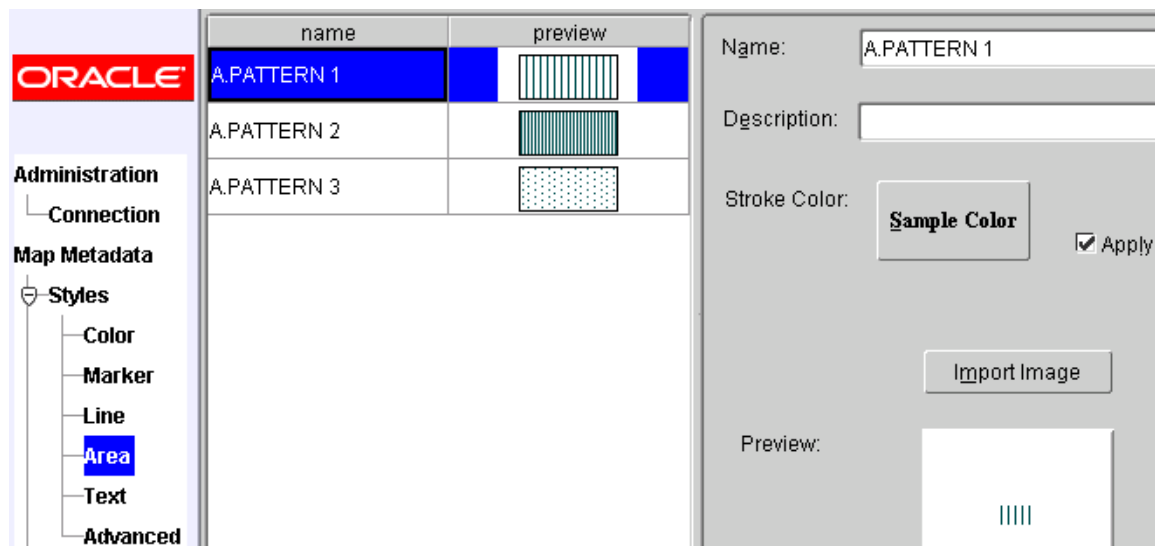 ORACLE
Administration
Connection
Map Metadata
Styles
Color
Marker
Line
Area
Text
Advanced
name preview
A.PATTERN 1
A.PATTERN 2
A.PATTERN 3
Name: A.PATTERN 1
Description:
Stroke Color: Sample Color Apply
Import Image
Preview: